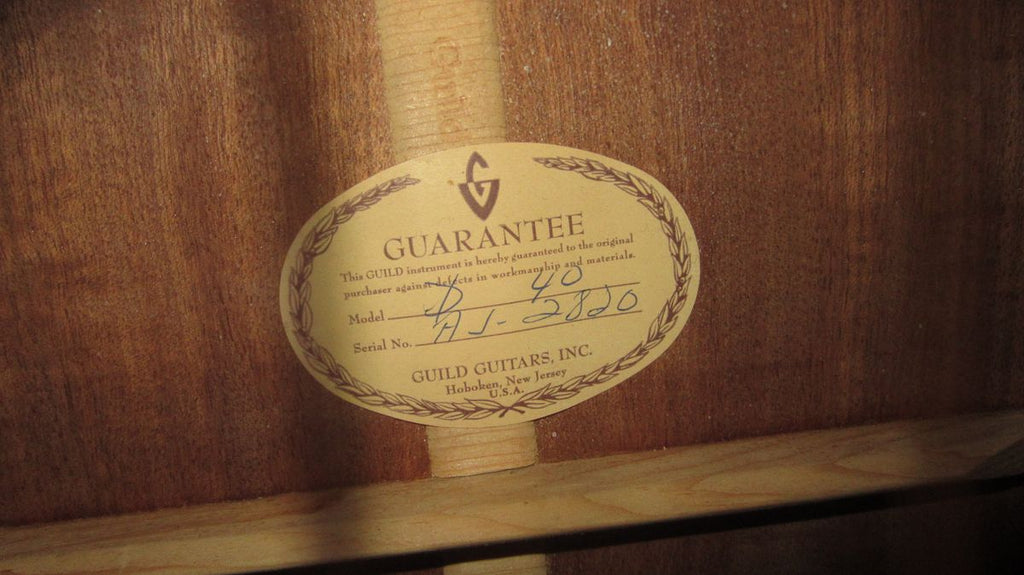 Guild
G
GUARANTEE
This GUILD instrument is hereby guaranteed to the original
purchaser against defects in workmanship and materials.
Model D 40
Serial No. AJ-2820
GUILD GUITARS, INC.
Hoboken, New Jersey
U.S.A.